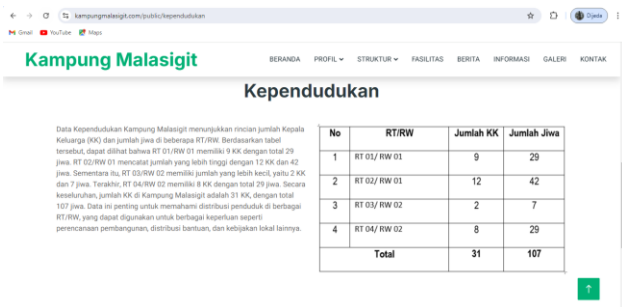 kampungmalasigit.com/public/kependudukan
Dijeda
Gmail YouTube Maps
Kampung Malasigit
BERANDA PROFIL STRUKTUR FASILITAS BERITA INFORMASI GALERI KONTAK
Kependudukan
Data Kependudukan Kampung Malasigit menunjukkan rincian jumlah Kepala
Keluarga (KK) dan jumlah jiwa di beberapa RT/RW. Berdasarkan tabel
tersebut, dapat dilihat bahwa RT 01/RW 01 memiliki 9 KK dengan total 29
jiwa. RT 02/RW 01 mencatat jumlah yang lebih tinggi dengan 12 KK dan 42
jiwa. Sementara itu, RT 03/RW 02 memiliki jumlah yang lebih kecil, yaitu 2 KK
dan 7 jiwa. Terakhir, RT 04/RW 02 memiliki 8 KK dengan total 29 jiwa. Secara
keseluruhan, jumlah KK di Kampung Malasigit adalah 31 KK, dengan total
107 jiwa. Data ini penting untuk memahami distribusi penduduk di berbagai
RT/RW, yang dapat digunakan untuk berbagai keperluan seperti
perencanaan pembangunan, distribusi bantuan, dan kebijakan lokal lainnya.
No RT/RW Jumlah KK Jumlah Jiwa
1 RT 01/ RW 01 9 29
2 RT 02/ RW 01 12 42
3 RT 03/ RW 02 2 7
4 RT 04/ RW 02 8 29
Total 31 107